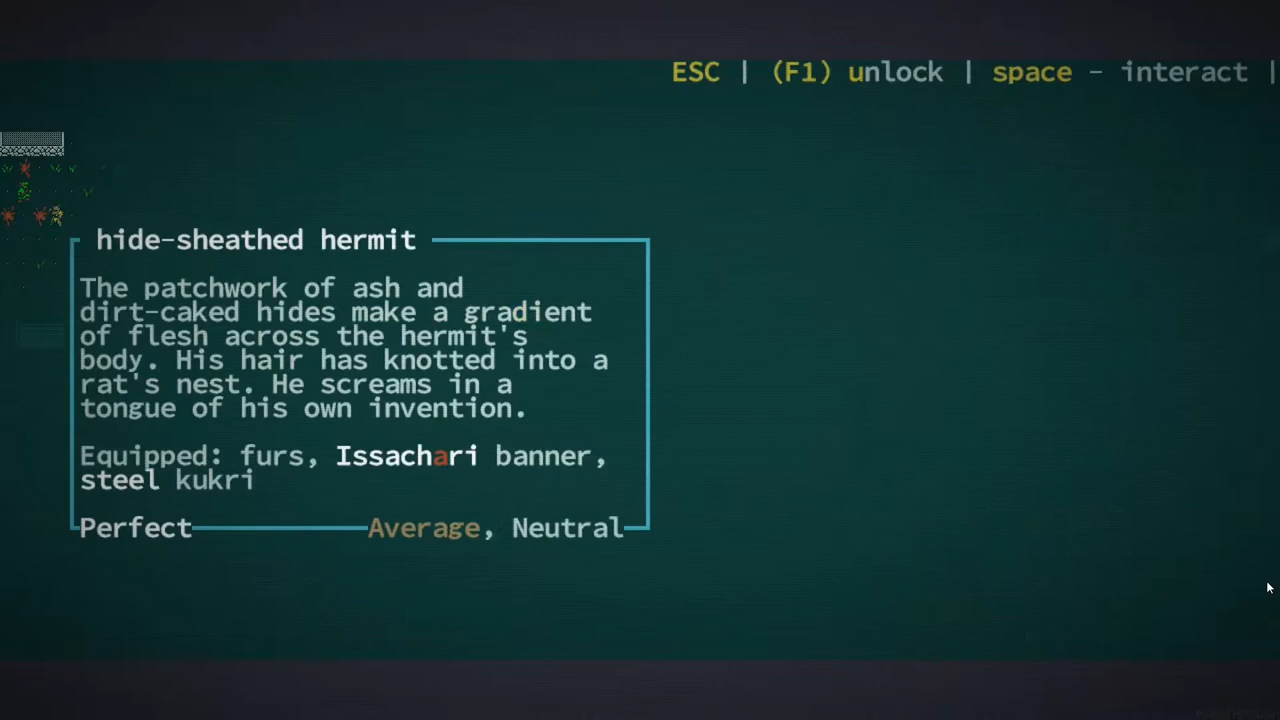 ESC | (F1) unlock | space - interact |
hide-sheathed hermit
The patchwork of ash and
dirt-caked hides make a gradient
of flesh across the hermit's
body. His hair has knotted into a
rat's nest. He screams in a
tongue of his own invention.
Equipped: furs, Issachari banner,
steel kukri
Perfect Average, Neutral